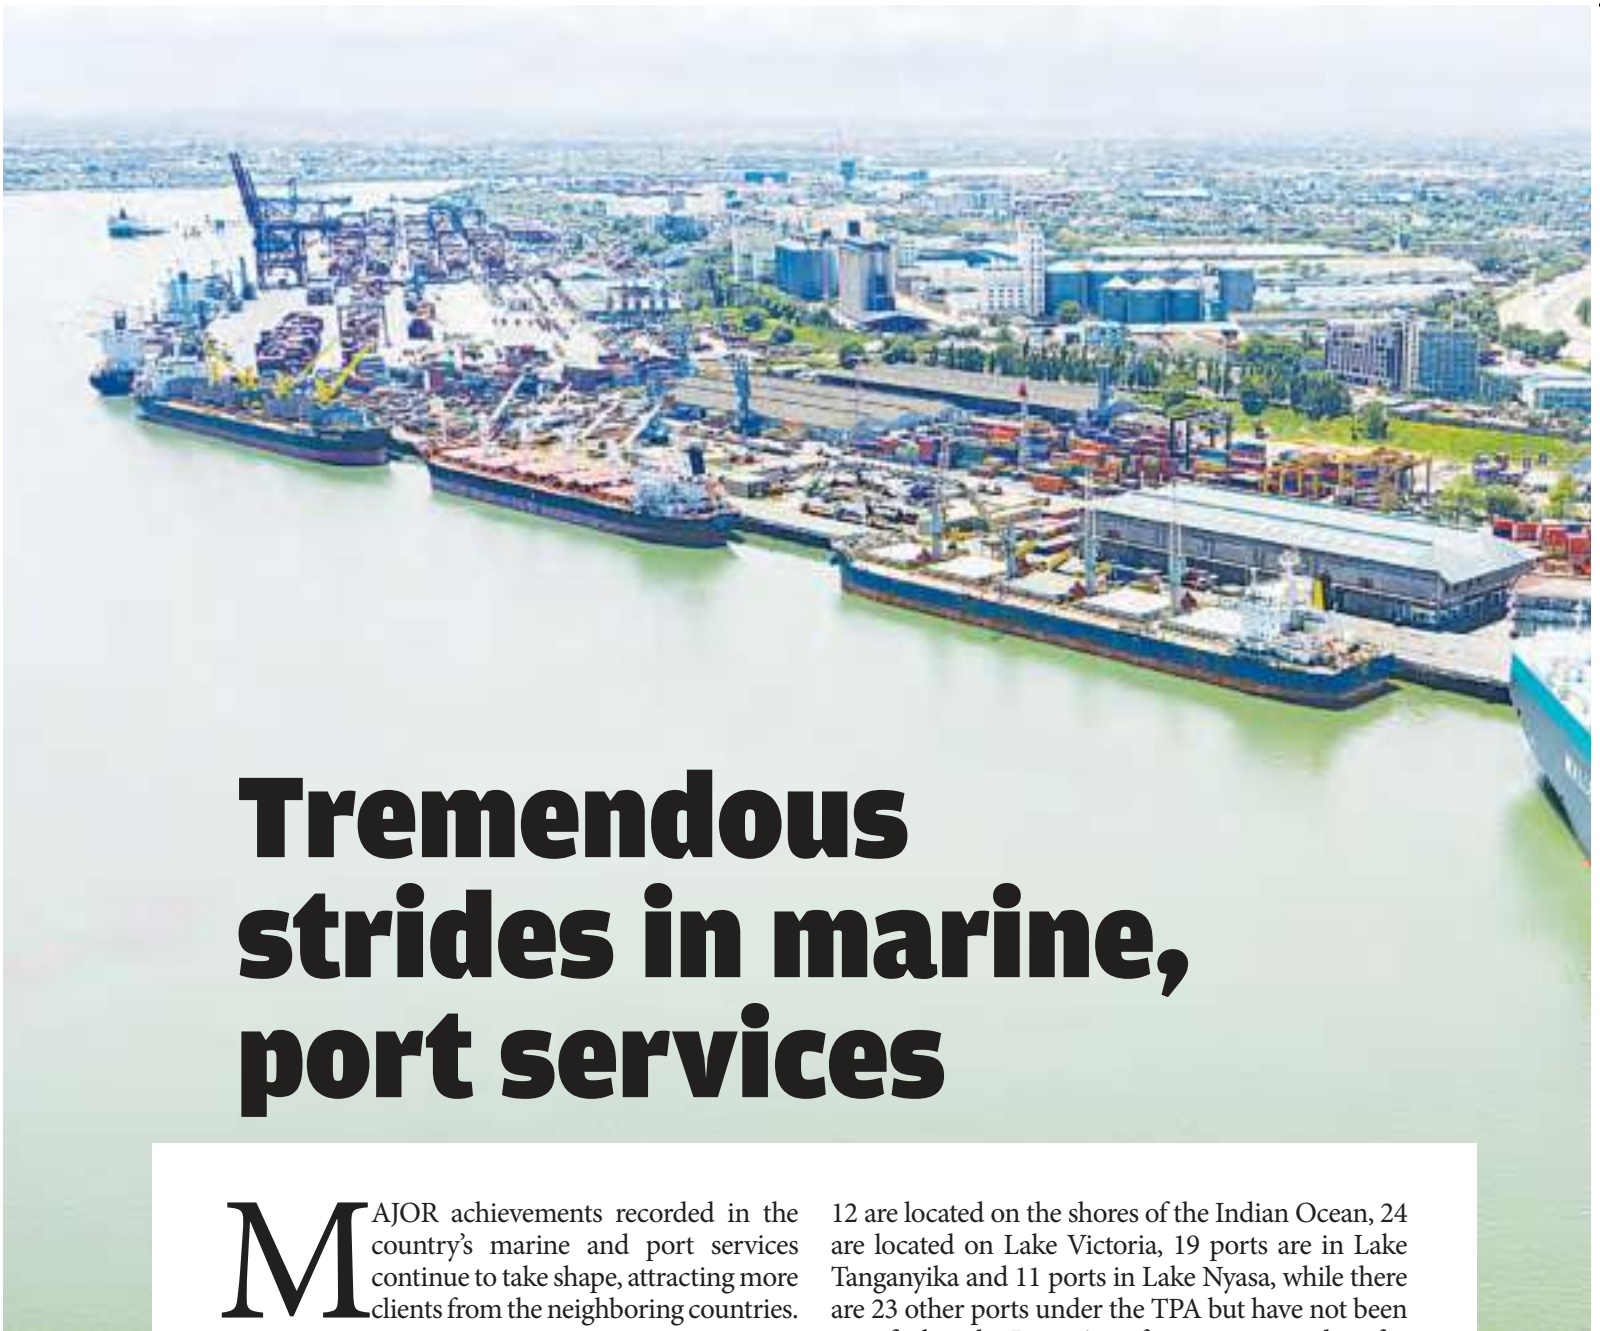 Tremendous
strides in marine,
port services
MAJOR achievements recorded in the
country's marine and port services
continue to take shape, attracting more
clients from the neighboring countries.
12 are located on the shores of the Indian Ocean, 24
are located on Lake Victoria, 19 ports are in Lake
Tanganyika and 11 ports in Lake Nyasa, while there
are 23 other ports under the TPA but have not been